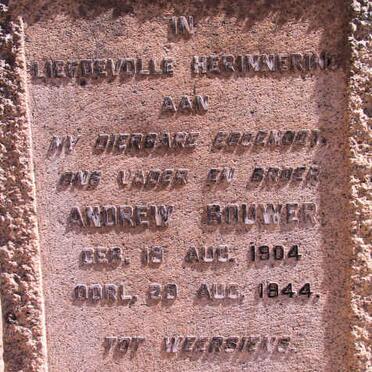 IN
LIEFDEVOLLE HERINNERING
AAN
MY DIERBARE EGGENOOT,
ONS VADER EN BROER
ANDREW BOUWER
GEB. 19 AUG. 1904
OORL. 28 AUG. 1944.
TOT WEERSIENS.